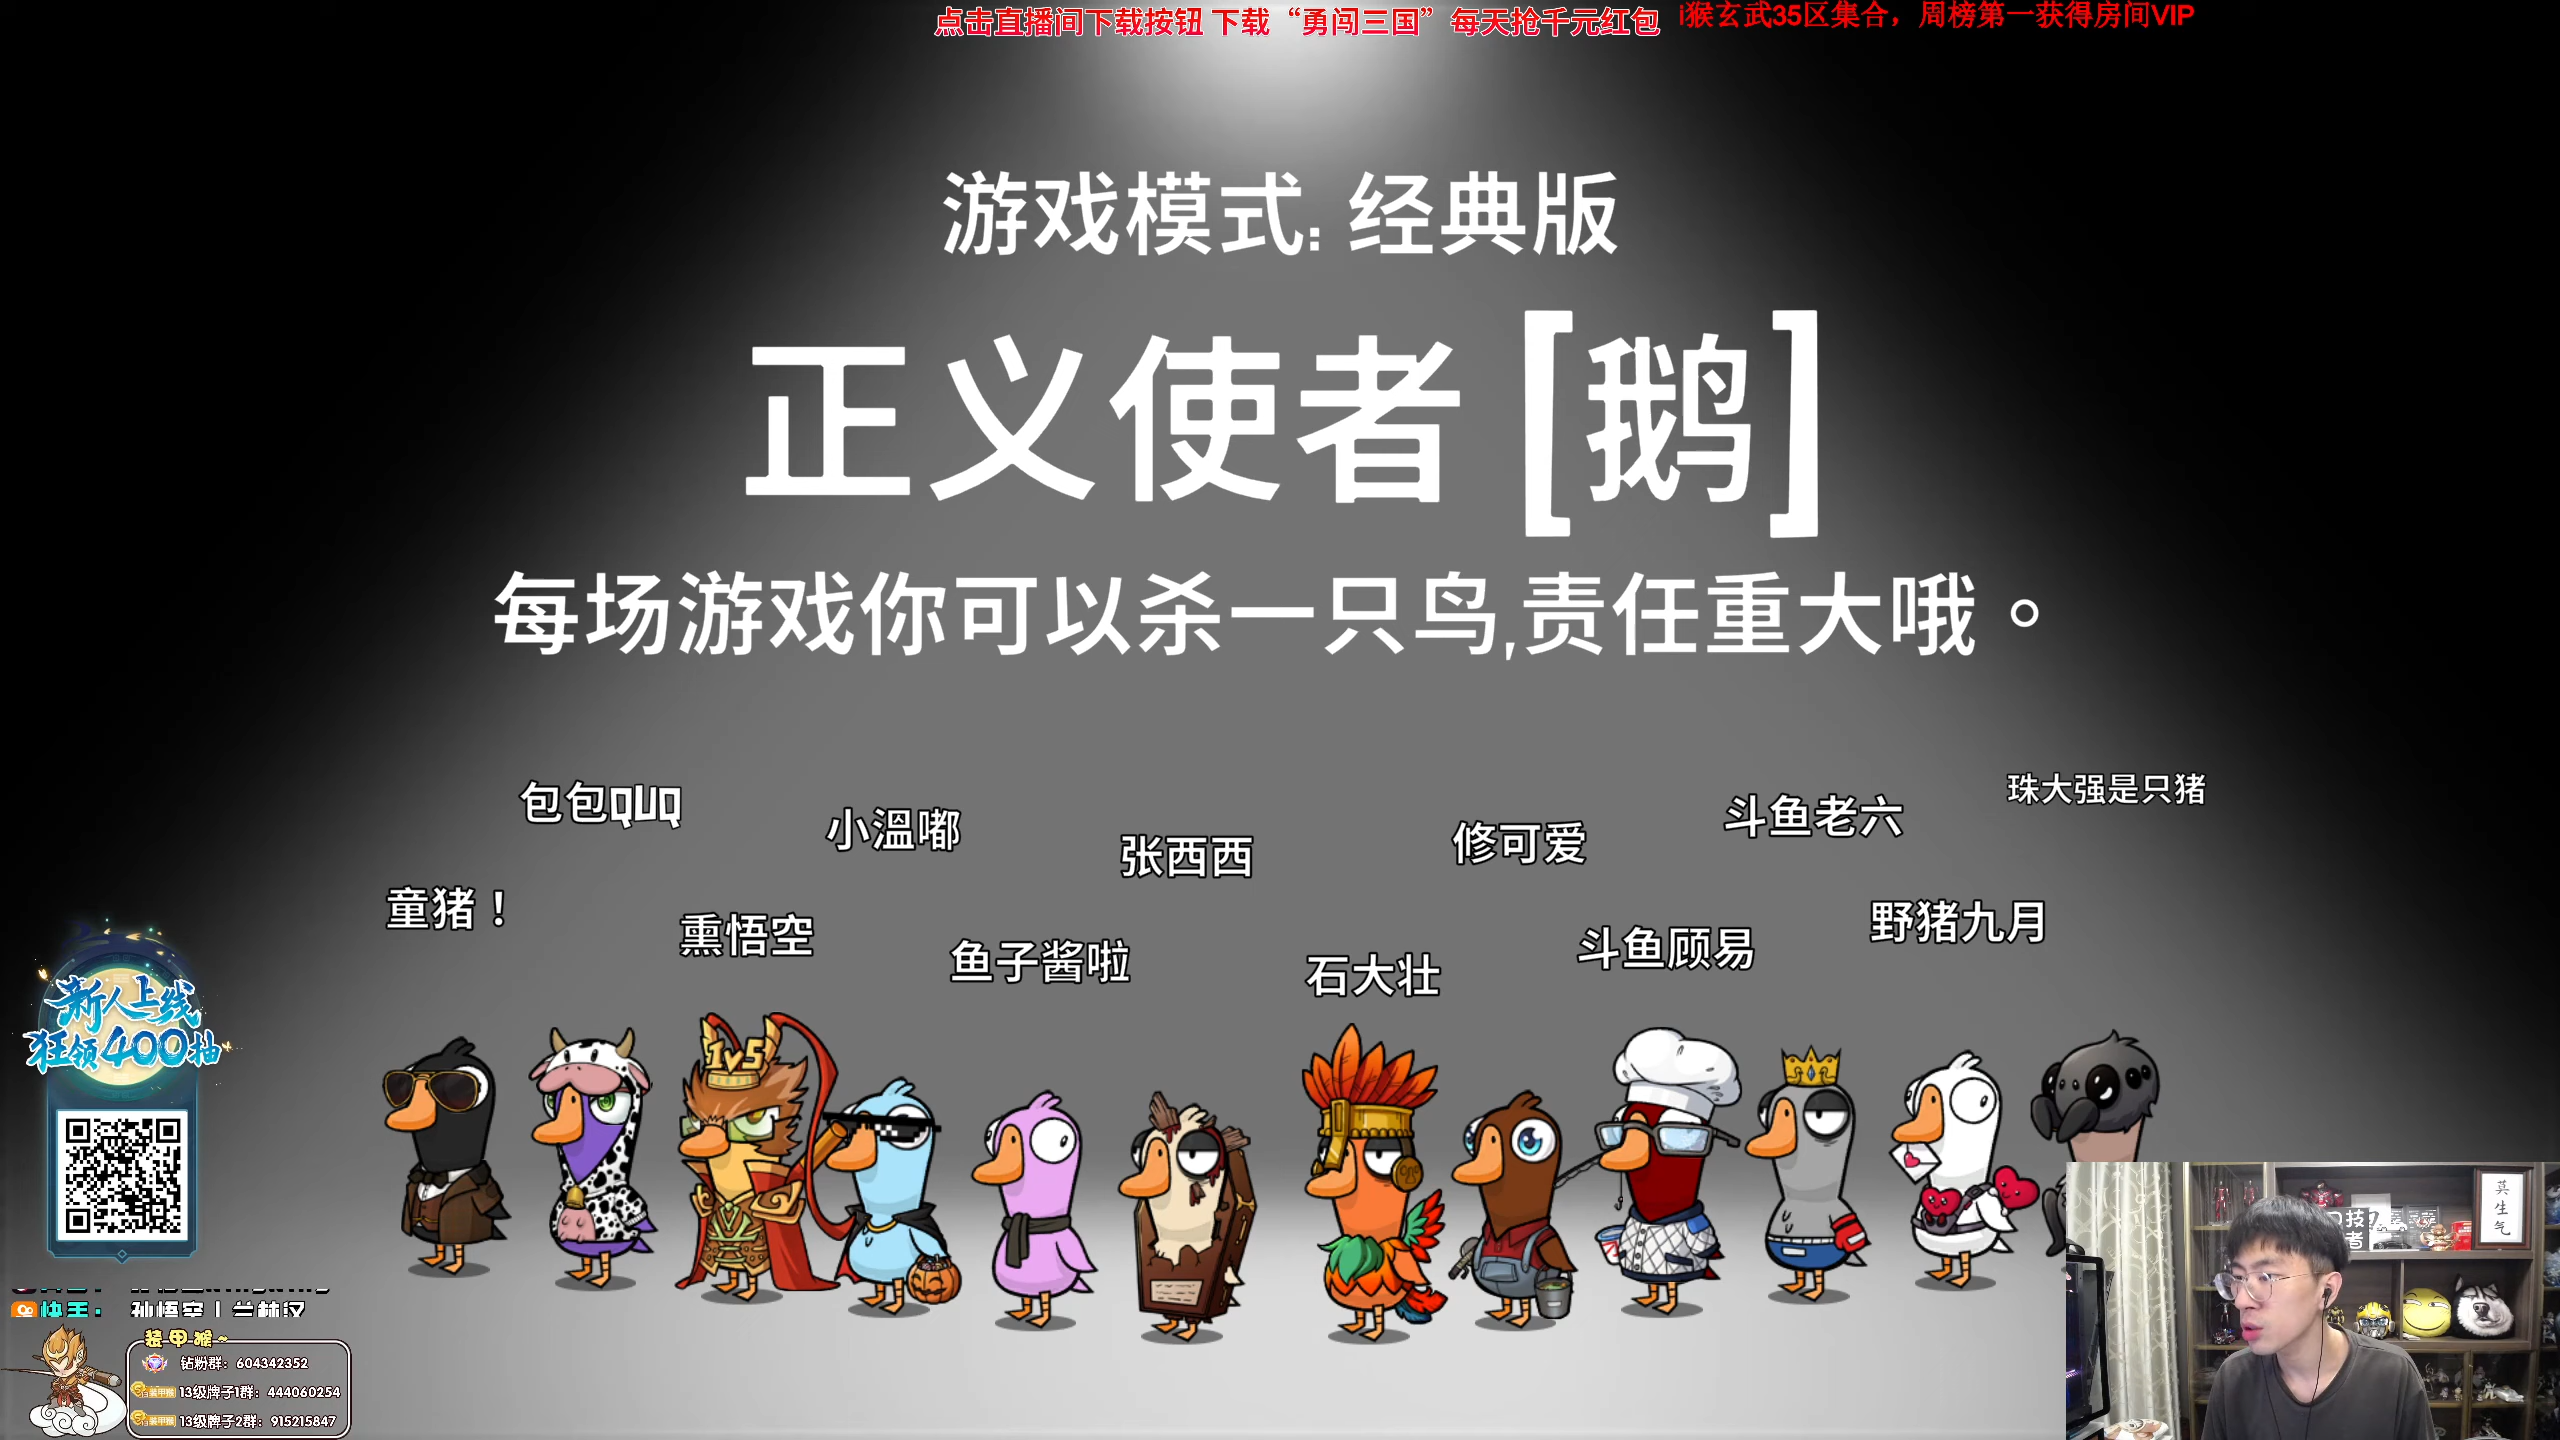 点击直播间下载按钮 下载“勇闯三国”每天抢千元红包
猴玄武35区集合，周榜第一获得房间VIP
游戏模式: 经典版
正义使者 [鹅]
每场游戏你可以杀一只鸟,责任重大哦。
包包QUQ
小溫嘟
张西西
修可爱
斗鱼老六
珠大强是只猪
童猪！
熏悟空
鱼子酱啦
石大壮
斗鱼顾易
野猪九月
1v5
新人上线
狂领400抽
装甲猴~
钻粉群：604342352
13级牌子1群：444060254
13级牌子2群：915215847
莫生气